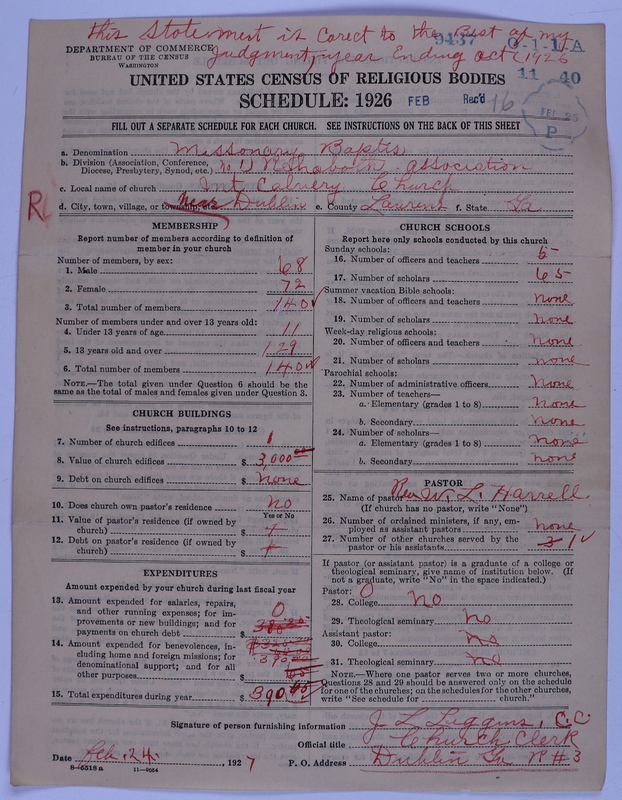 this Statement is Corect to the Best of my
Judgment, year Ending Oct 1926
9437 0-1-1A
11 40
DEPARTMENT OF COMMERCE
BUREAU OF THE CENSUS
WASHINGTON
UNITED STATES CENSUS OF RELIGIOUS BODIES
SCHEDULE: 1926 FEB Rec'd 16
FEB 25
P
FILL OUT A SEPARATE SCHEDULE FOR EACH CHURCH. SEE INSTRUCTIONS ON THE BACK OF THIS SHEET
a. Denomination Missonary Baptis
b. Division (Association, Conference, Diocese, Presbytery, Synod, etc.) No 1) association
c. Local name of church Calvery Church
d. City, town, village, or township, etc. Near Dublin e. County Laurens f. State Ga
MEMBERSHIP
Report number of members according to definition of
member in your church
Number of members, by sex:
1. Male 68
2. Female 72
3. Total number of members 140
Number of members under and over 13 years old:
4. Under 13 years of age 11
5. 13 years old and over 129
6. Total number of members 140
NOTE.—The total given under Question 6 should be the
same as the total of males and females given under Question 3.
CHURCH BUILDINGS
See instructions, paragraphs 10 to 12
7. Number of church edifices 1
8. Value of church edifices $ 3,000 00
9. Debt on church edifices $ none
10. Does church own pastor's residence no
Yes or No
11. Value of pastor's residence (if owned by
church) $ +
12. Debt on pastor's residence (if owned by
church) $ +
EXPENDITURES
Amount expended by your church during last fiscal year
13. Amount expended for salaries, repairs,
and other running expenses; for im-
provements or new buildings; and for
payments on church debt $ 0
14. Amount expended for benevolences, in-
cluding home and foreign missions; for
denominational support; and for all
other purposes $
15. Total expenditures during year $ 390
CHURCH SCHOOLS
Report here only schools conducted by this church
Sunday schools:
16. Number of officers and teachers 5
17. Number of scholars 65
Summer vacation Bible schools:
18. Number of officers and teachers none
19. Number of scholars none
Week-day religious schools:
20. Number of officers and teachers none
21. Number of scholars none
Parochial schools:
22. Number of administrative officers none
23. Number of teachers—
a. Elementary (grades 1 to 8) none
b. Secondary none
24. Number of scholars—
a. Elementary (grades 1 to 8) none
b. Secondary none
PASTOR
25. Name of pastor Rev W. L. Harrell.
(If church has no pastor, write "None")
26. Number of ordained ministers, if any, em-
ployed as assistant pastors none
27. Number of other churches served by the
pastor or his assistants 3 1
If pastor (or assistant pastor) is a graduate of a college or
theological seminary, give name of institution below. (If
not a graduate, write "No" in the space indicated.)
Pastor: 0
28. College no
29. Theological seminary no
Assistant pastor:
30. College no
31. Theological seminary no
NOTE.—Where one pastor serves two or more churches,
Questions 28 and 29 should be answered only on the schedule
for one of the churches; on the schedules for the other churches,
write "See schedule for church."
Signature of person furnishing information J L Liggins, C.C.
Official title Church Clerk
Date Feb. 24. , 1927 P. O. Address Dublin Ga R #3
8-5518a 11-9054